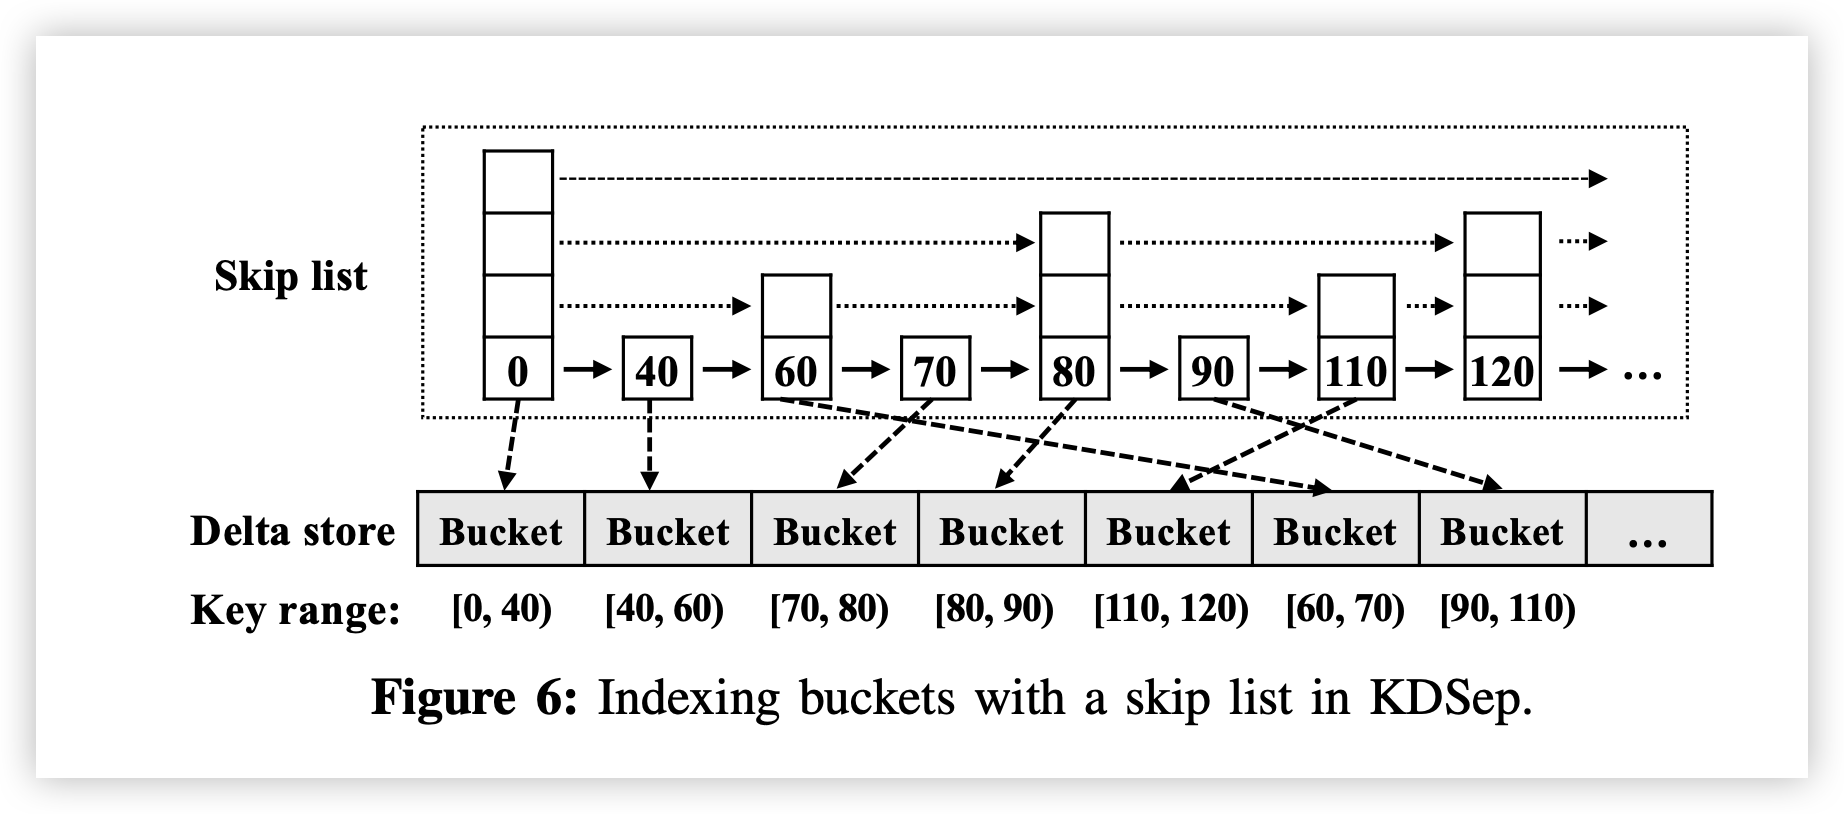 Skip list
0 40 60 70 80 90 110 120 ...
Delta store Bucket Bucket Bucket Bucket Bucket Bucket Bucket ...
Key range: [0, 40) [40, 60) [70, 80) [80, 90) [110, 120) [60, 70) [90, 110)
Figure 6: Indexing buckets with a skip list in KDSep.